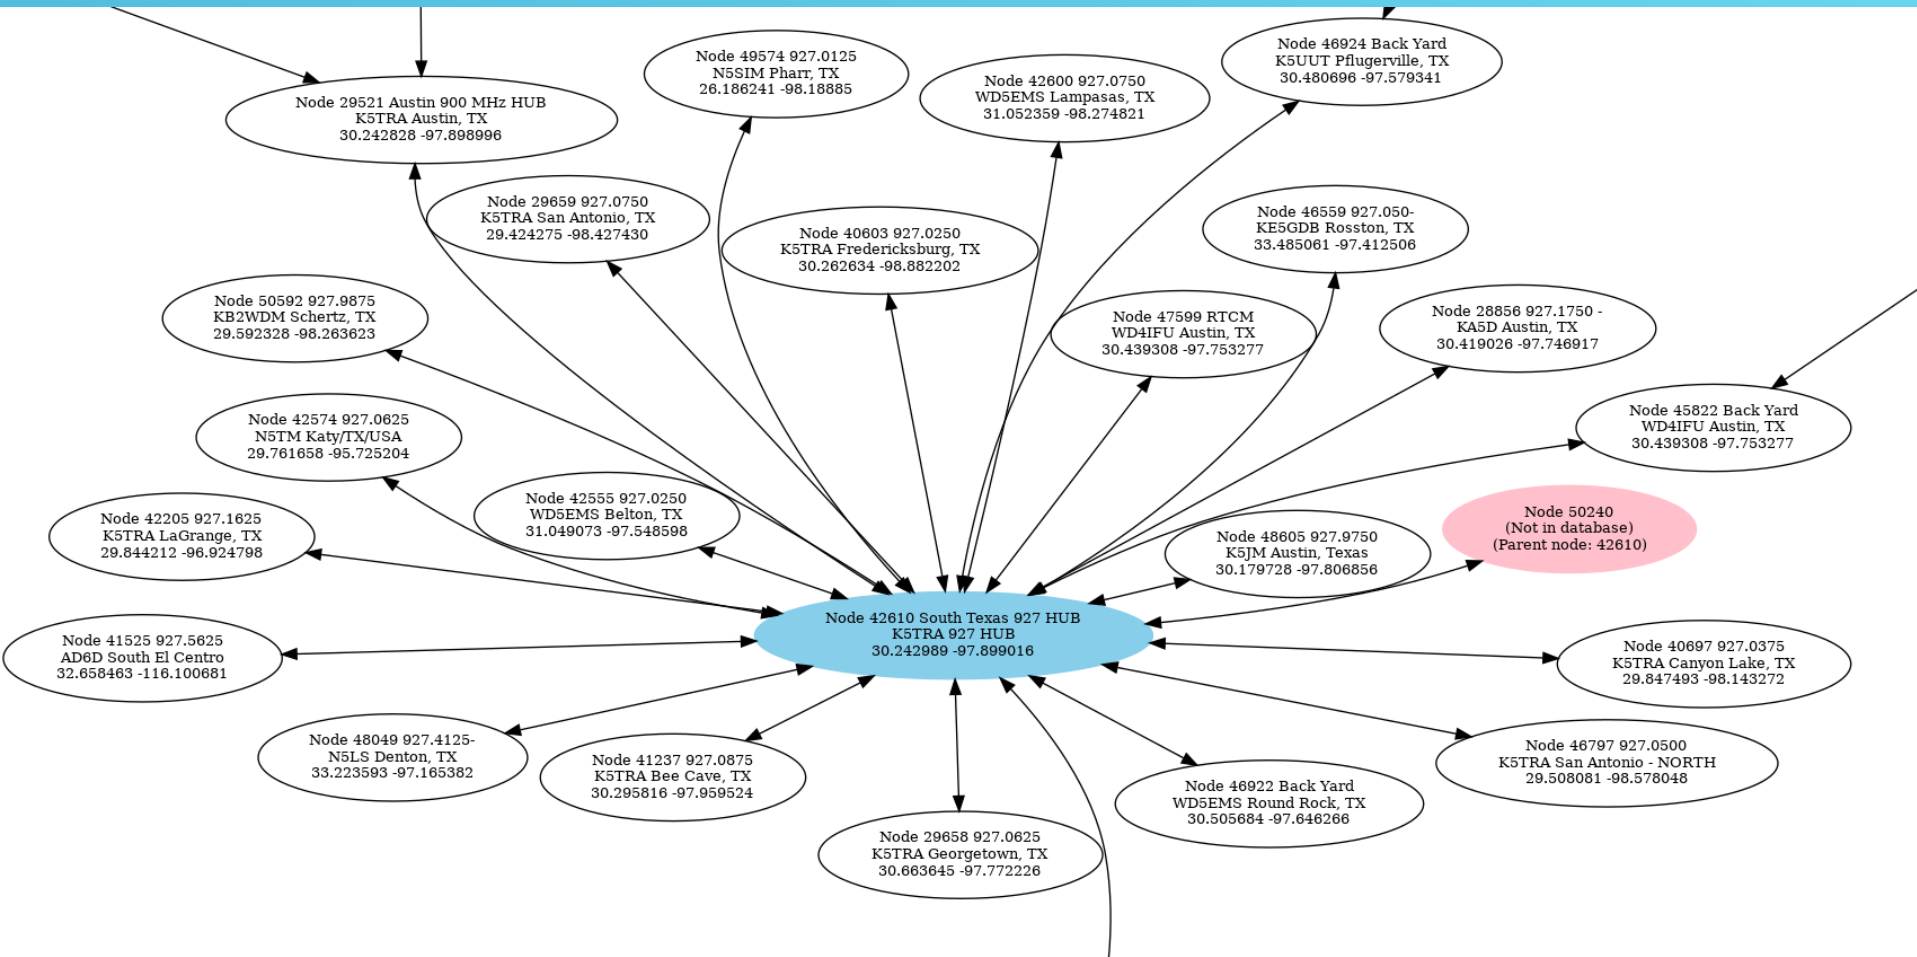 Node 46924 Back Yard
K5UUT Pflugerville, TX
30.480696 -97.579341
Node 49574 927.0125
N5SIM Pharr, TX
26.186241 -98.18885
Node 42600 927.0750
WD5EMS Lampasas, TX
31.052359 -98.274821
Node 29521 Austin 900 MHz HUB
K5TRA Austin, TX
30.242828 -97.898996
Node 29659 927.0750
K5TRA San Antonio, TX
29.424275 -98.427430
Node 46559 927.050-
KE5GDB Rosston, TX
33.485061 -97.412506
Node 40603 927.0250
K5TRA Fredericksburg, TX
30.262634 -98.882202
Node 50592 927.9875
KB2WDM Schertz, TX
29.592328 -98.263623
Node 47599 RTCM
WD4IFU Austin, TX
30.439308 -97.753277
Node 28856 927.1750 -
KA5D Austin, TX
30.419026 -97.746917
Node 42574 927.0625
N5TM Katy/TX/USA
29.761658 -95.725204
Node 45822 Back Yard
WD4IFU Austin, TX
30.439308 -97.753277
Node 42555 927.0250
WD5EMS Belton, TX
31.049073 -97.548598
Node 42205 927.1625
K5TRA LaGrange, TX
29.844212 -96.924798
Node 50240
(Not in database)
(Parent node: 42610)
Node 48605 927.9750
K5JM Austin, Texas
30.179728 -97.806856
Node 42610 South Texas 927 HUB
K5TRA 927 HUB
30.242989 -97.899016
Node 41525 927.5625
AD6D South El Centro
32.658463 -116.100681
Node 40697 927.0375
K5TRA Canyon Lake, TX
29.847493 -98.143272
Node 48049 927.4125-
N5LS Denton, TX
33.223593 -97.165382
Node 41237 927.0875
K5TRA Bee Cave, TX
30.295816 -97.959524
Node 46797 927.0500
K5TRA San Antonio - NORTH
29.508081 -98.578048
Node 46922 Back Yard
WD5EMS Round Rock, TX
30.505684 -97.646266
Node 29658 927.0625
K5TRA Georgetown, TX
30.663645 -97.772226